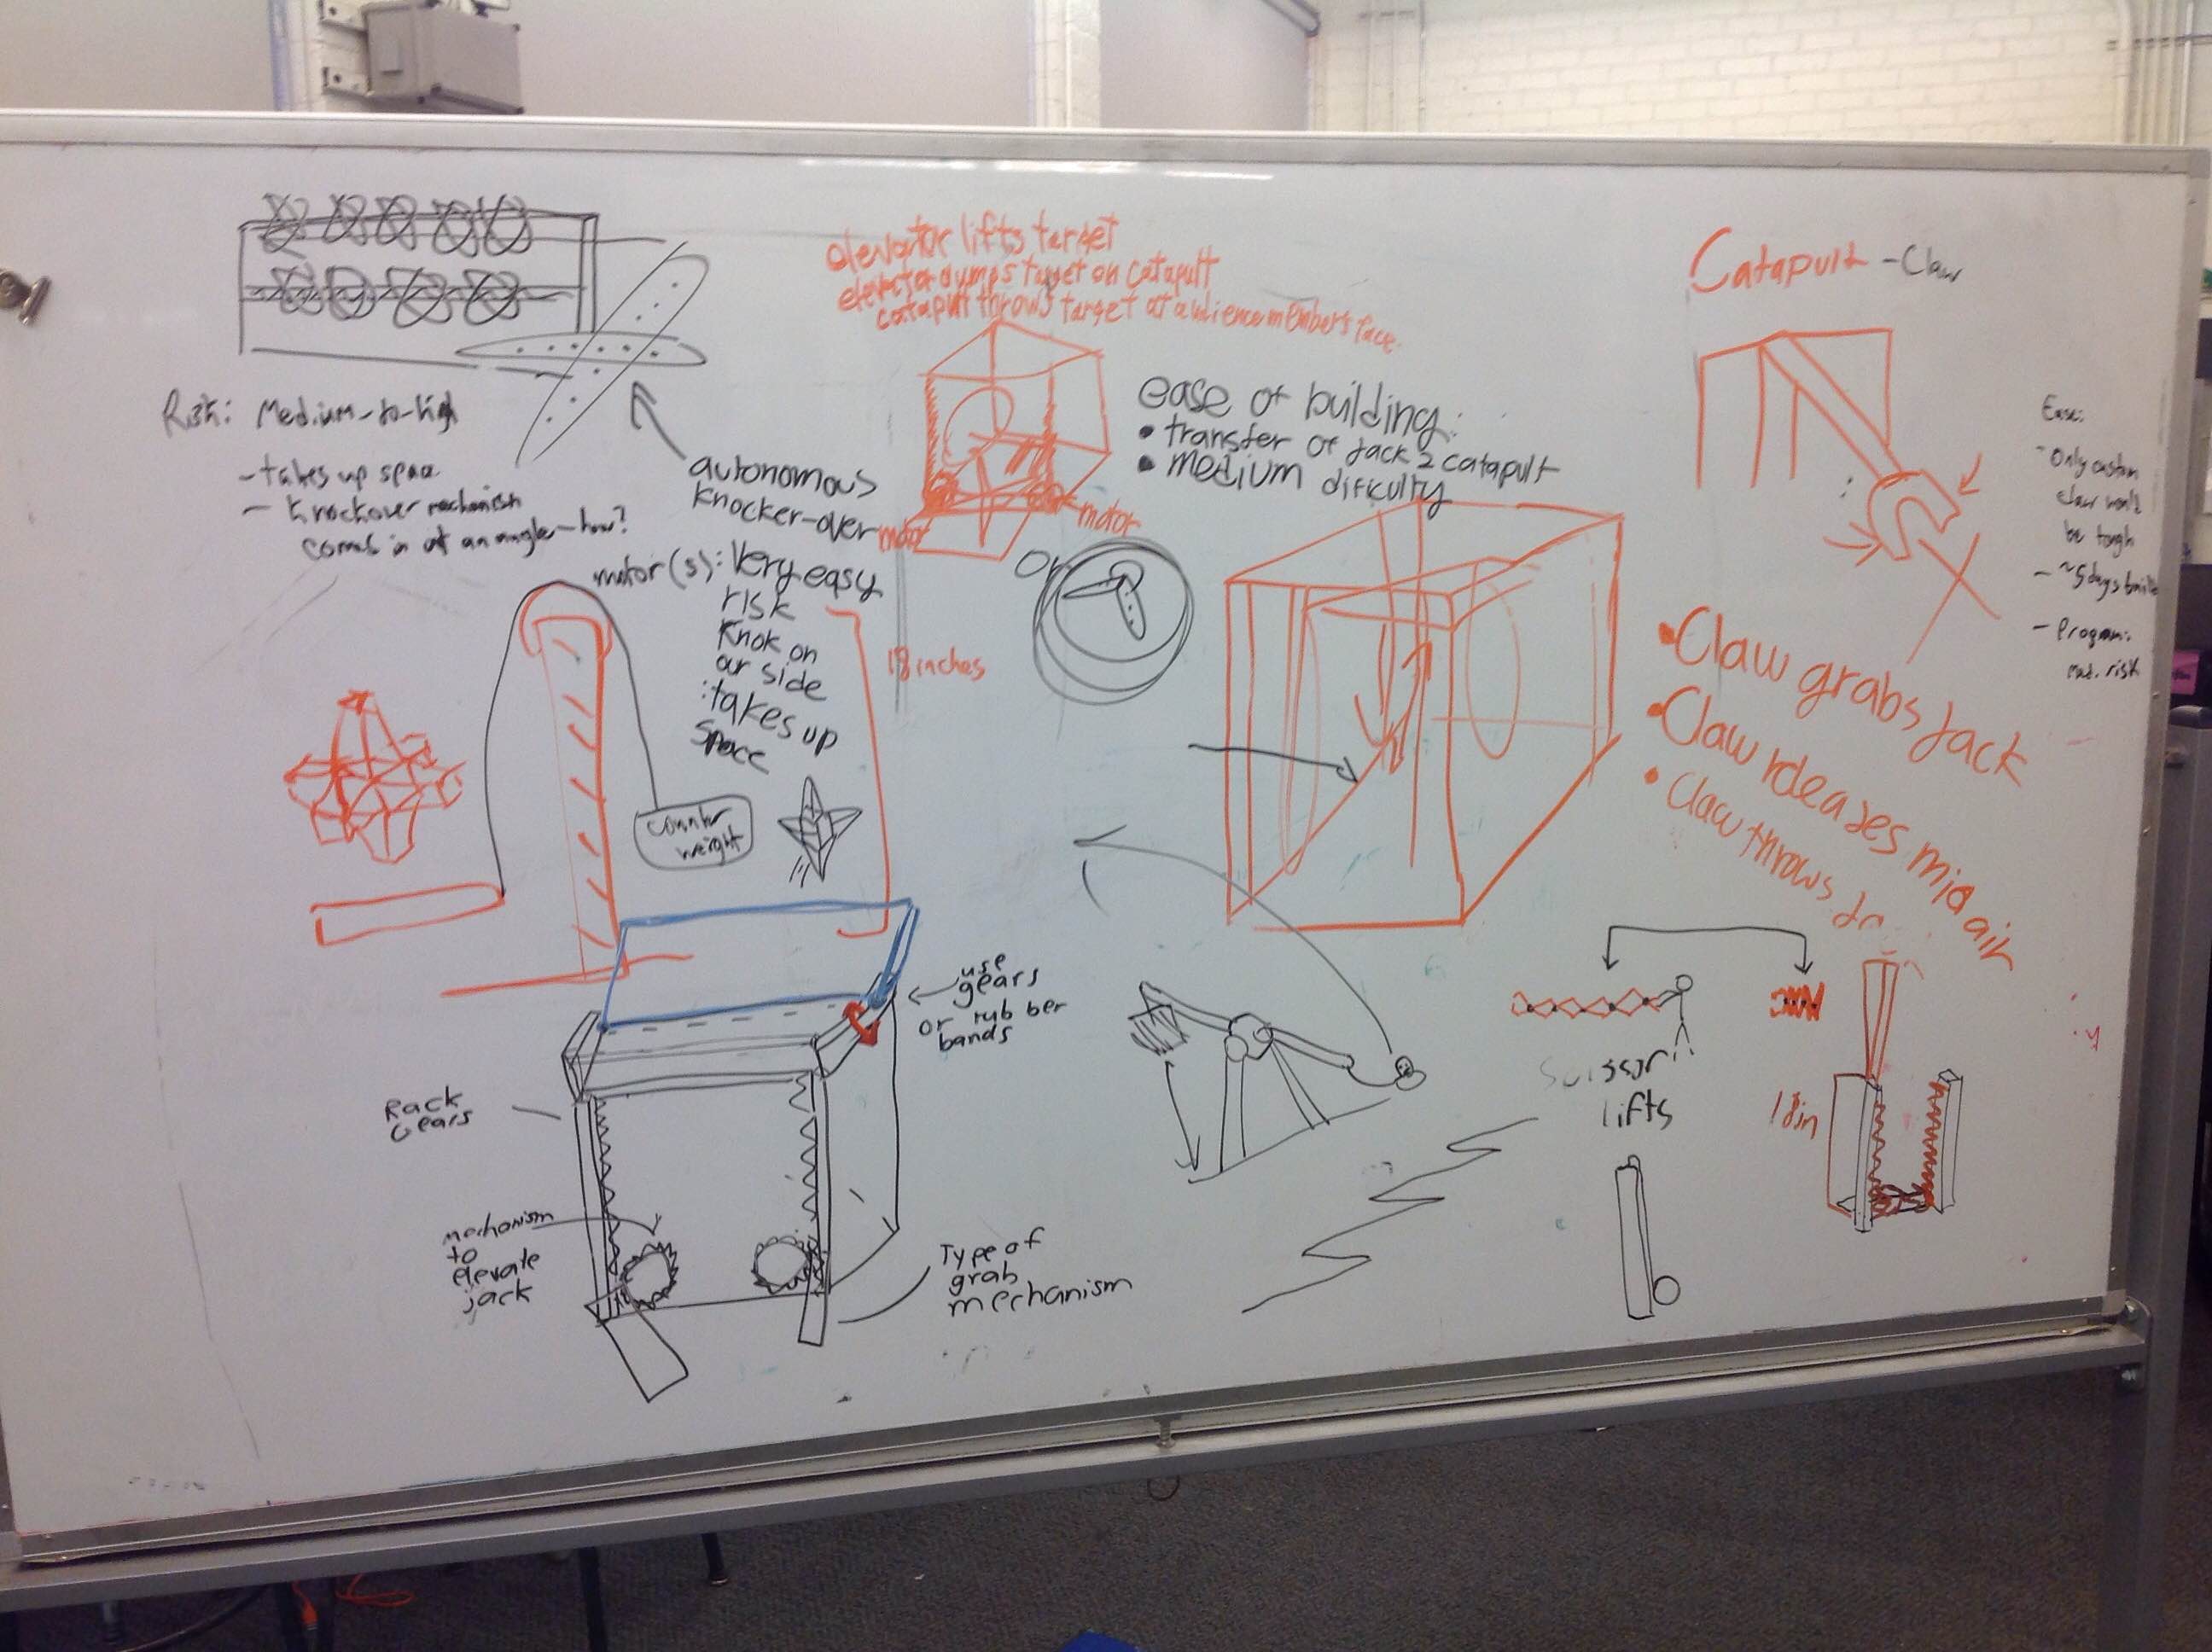 elevator lifts target
elevator dumps target on catapult
catapult throws target at audience members face
Catapult - Claw
Risk: Medium-to-high
- takes up space
- Knockover mechanism
comes in at an angle - how?
autonomous
knocker-over
motor
motor
ease of building:
• transfer of Jack 2 catapult
• medium dificulty
Ease:
- Only custom
claw would
be tough
- ~5 days build
- Program:
risk
motor(s): Very easy
risk
Knok on
our side
: takes up
space
18 inches
or
counter
weight
• Claw grabs Jack
• Claw releases mid air
• Claw throws
use
gears
or rubber
bands
Rack
Gears
mechanism
to
elevate
jack
Type of
grab
mechanism
Scissor
lifts
18in